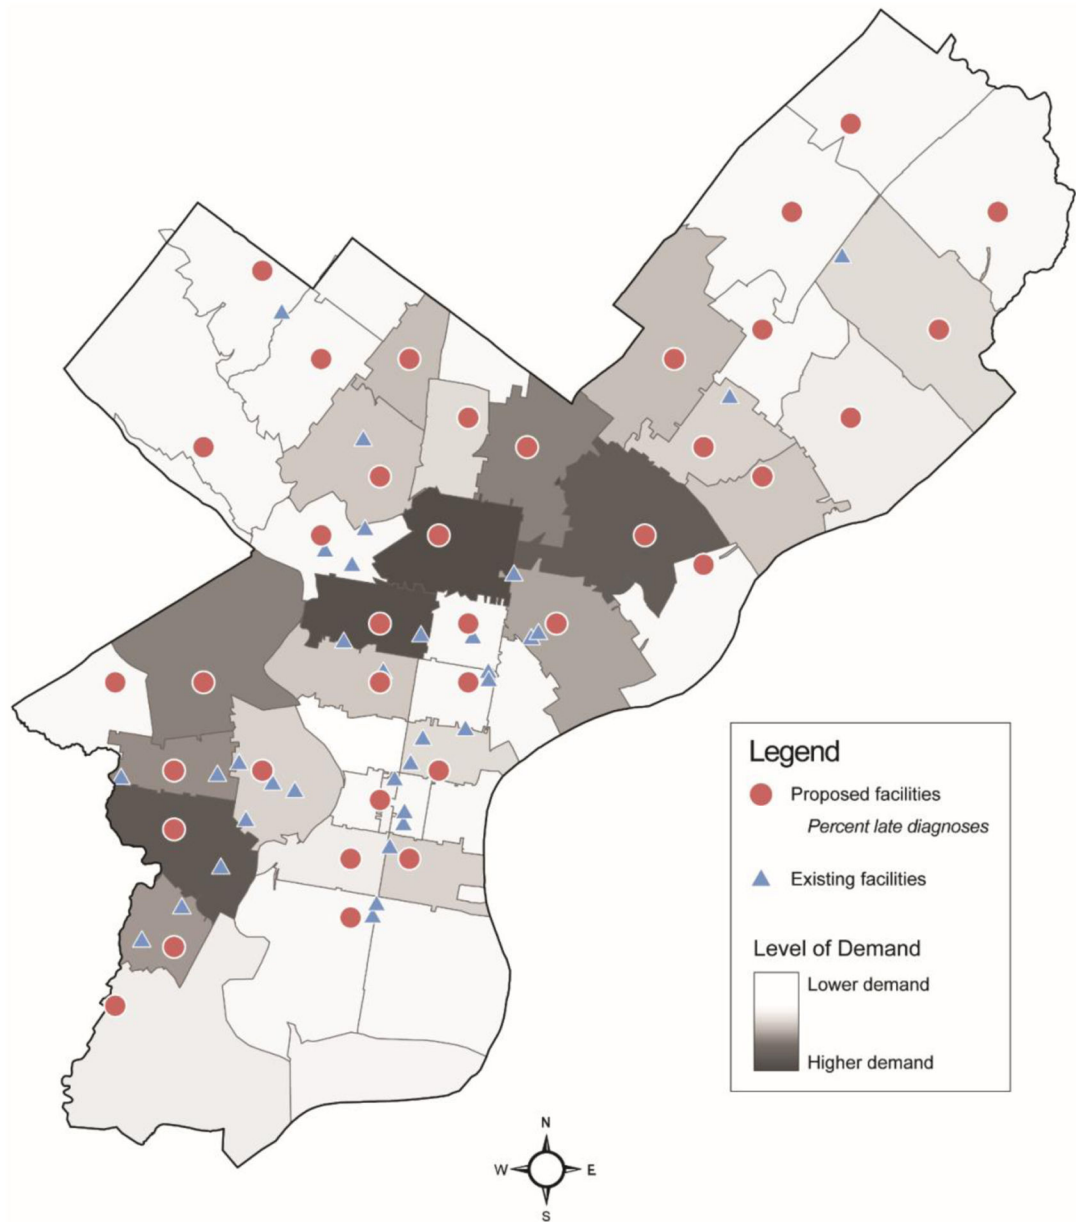 Legend
Proposed facilities
Percent late diagnoses
Existing facilities
Level of Demand
Lower demand
Higher demand
N
W E
S